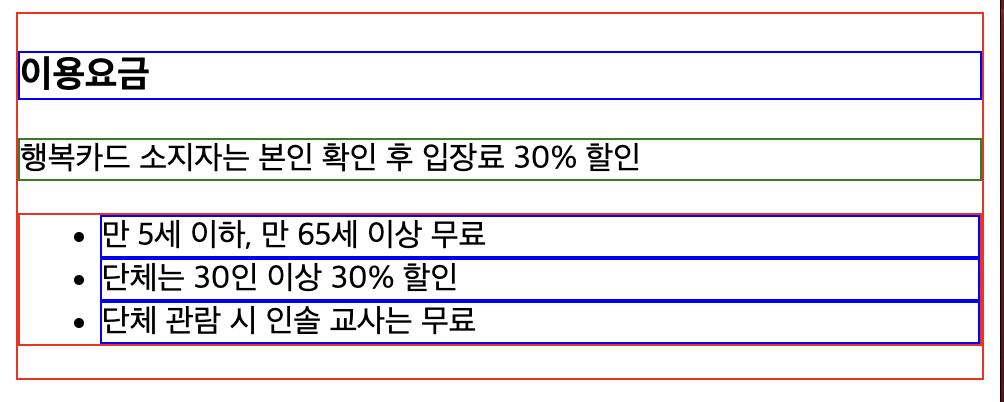 이용요금
행복카드 소지자는 본인 확인 후 입장료 30% 할인
만 5세 이하, 만 65세 이상 무료
단체는 30인 이상 30% 할인
단체 관람 시 인솔 교사는 무료